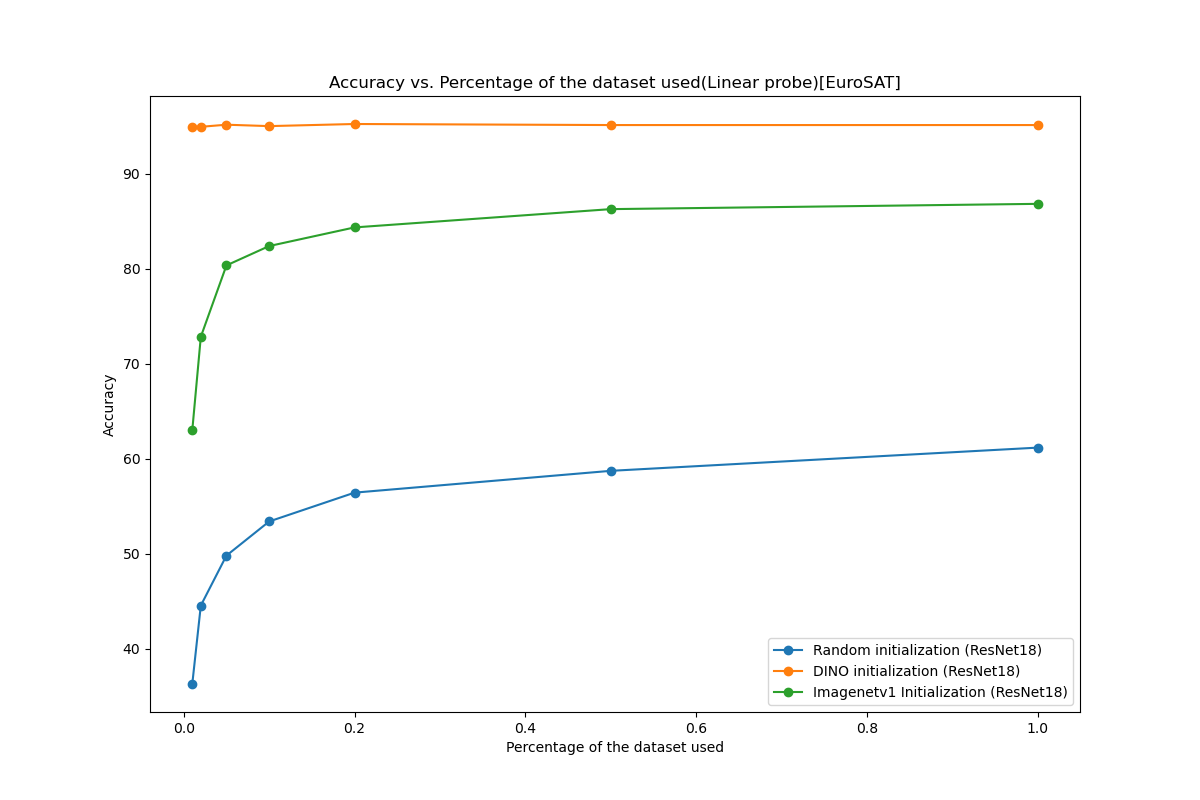 Accuracy vs. Percentage of the dataset used(Linear probe)[EuroSAT]
90
80
70
60
50
40
Accuracy
0.0 0.2 0.4 0.6 0.8 1.0
Percentage of the dataset used
Random initialization (ResNet18)
DINO initialization (ResNet18)
Imagenetv1 Initialization (ResNet18)